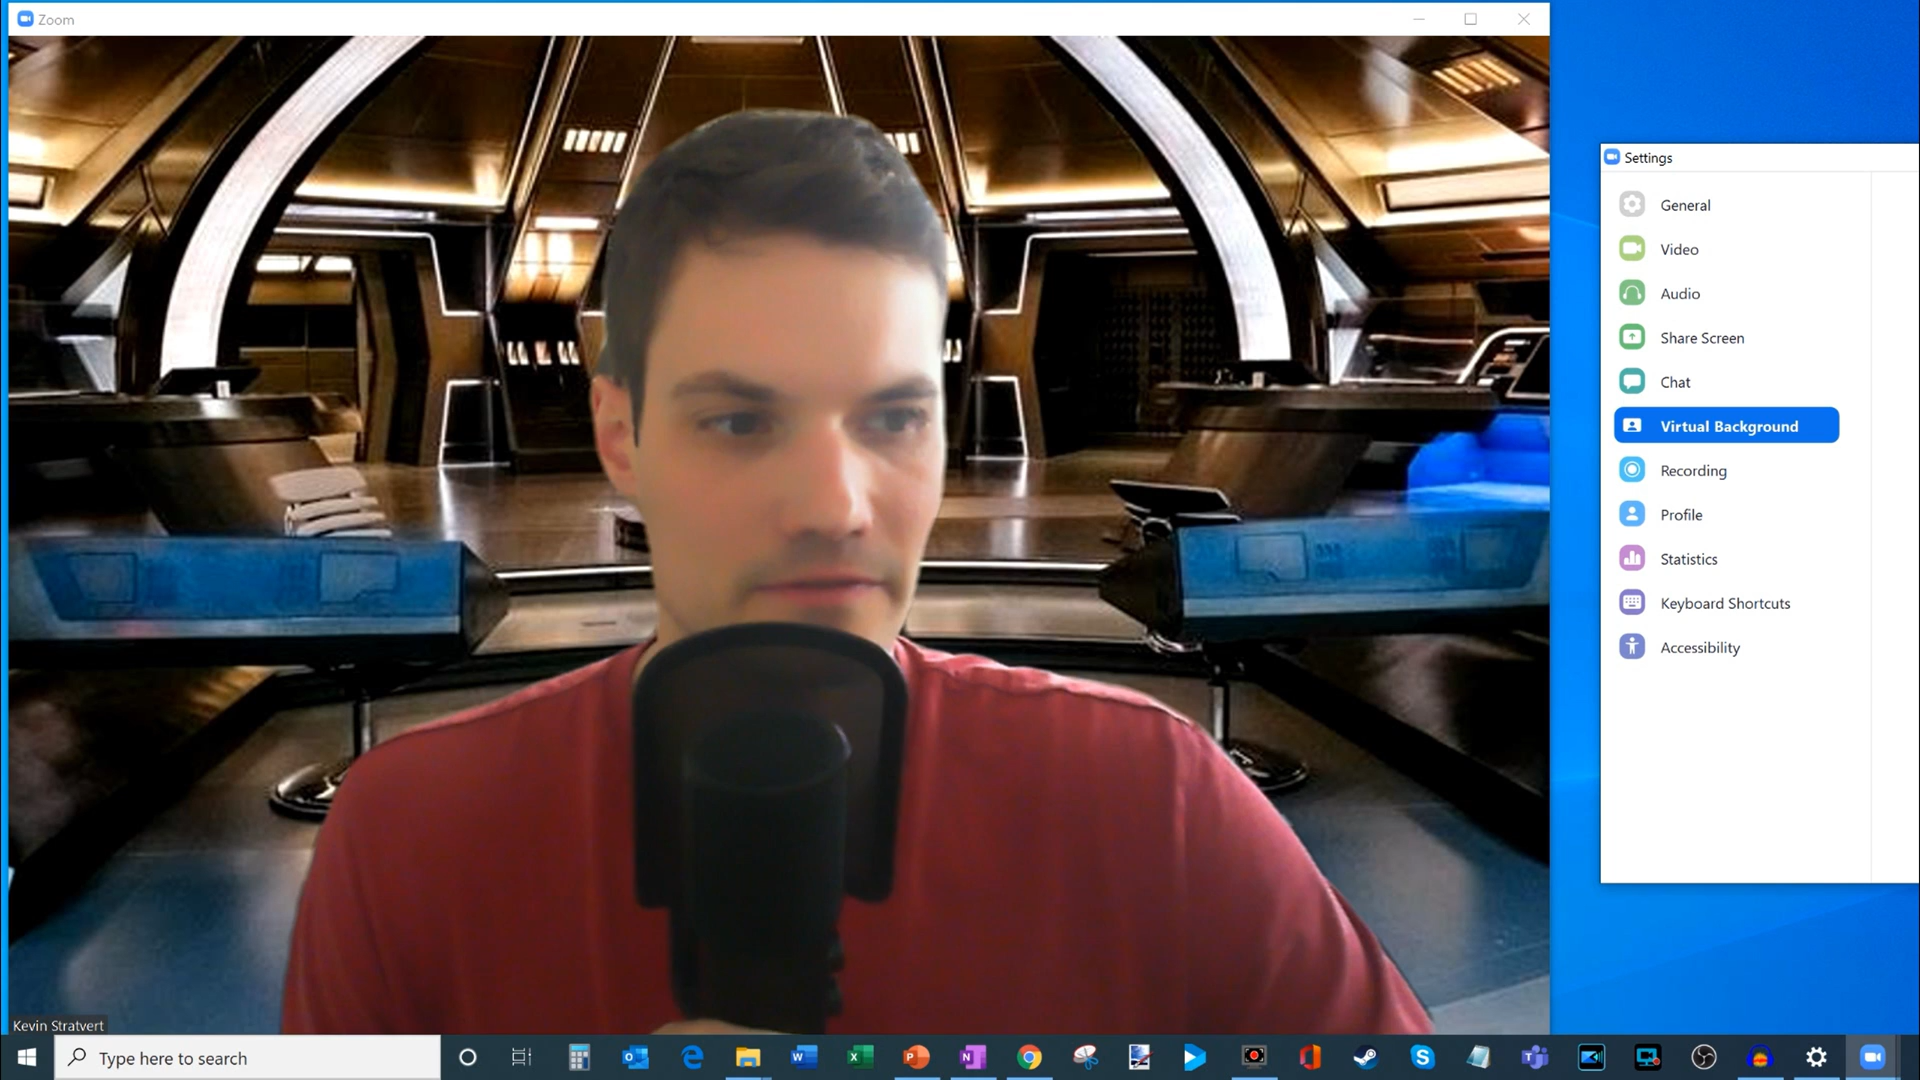 Zoom
Settings
General
Video
Audio
Share Screen
Chat
Virtual Background
Recording
Profile
Statistics
Keyboard Shortcuts
Accessibility
Kevin Stratvert
Type here to search